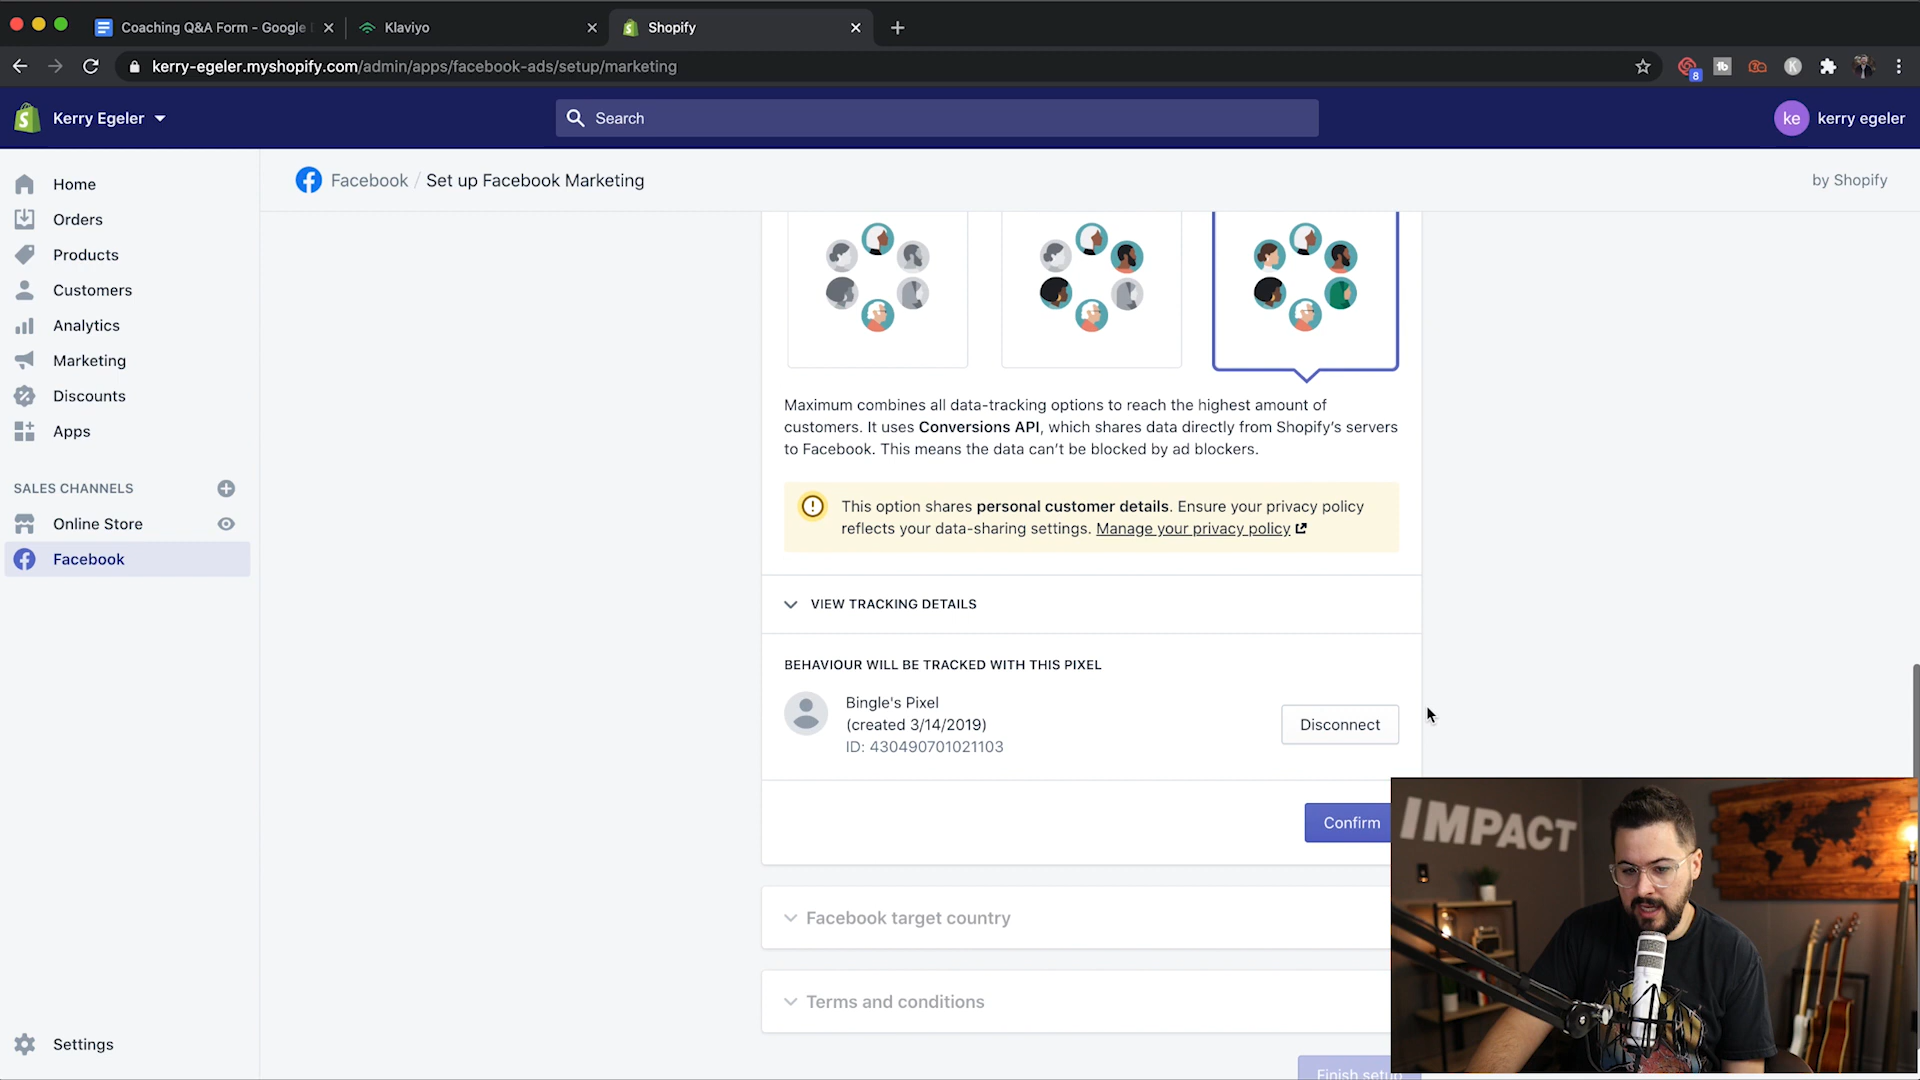 Coaching Q&A Form - Google
Klaviyo
Shopify
kerry-egeler.myshopify.com/admin/apps/facebook-ads/setup/marketing
8
tb
K
Kerry Egeler
Search
ke
kerry egeler
Home
Orders
Products
Customers
Analytics
Marketing
Discounts
Apps
SALES CHANNELS
Online Store
Facebook
Settings
Facebook / Set up Facebook Marketing
by Shopify
Maximum combines all data-tracking options to reach the highest amount of
customers. It uses Conversions API, which shares data directly from Shopify's servers
to Facebook. This means the data can't be blocked by ad blockers.
This option shares personal customer details. Ensure your privacy policy
reflects your data-sharing settings. Manage your privacy policy
VIEW TRACKING DETAILS
BEHAVIOUR WILL BE TRACKED WITH THIS PIXEL
Bingle's Pixel
(created 3/14/2019)
ID: 430490701021103
Disconnect
Confirm
Facebook target country
Terms and conditions
Finish setup
IMPACT